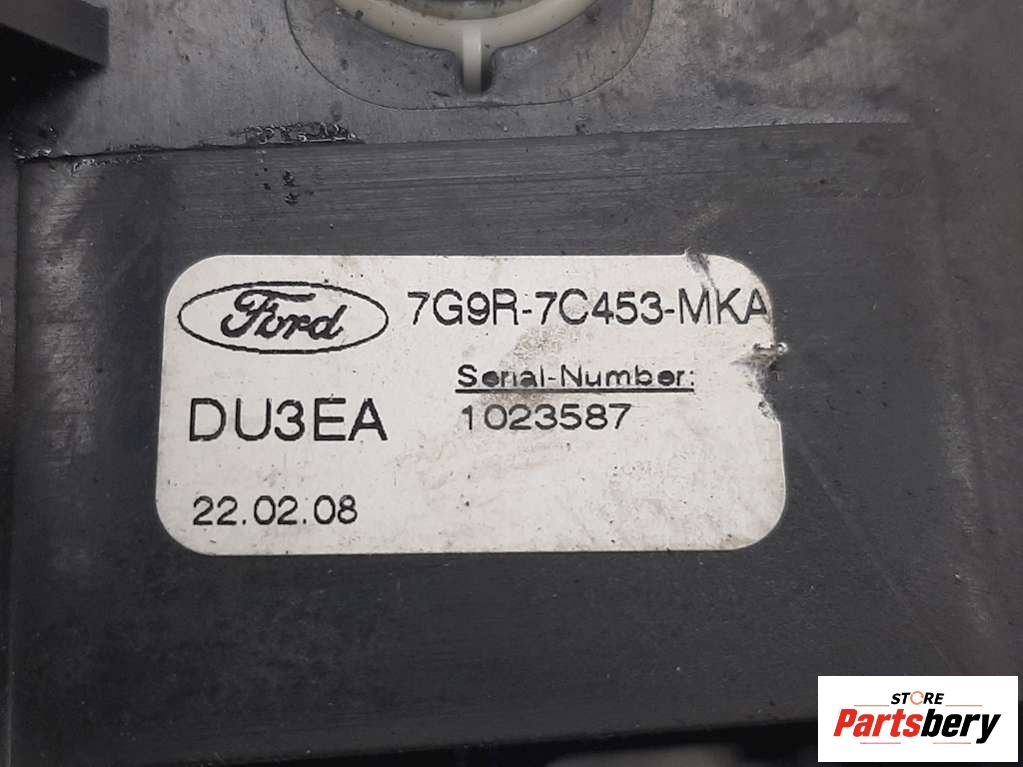 Ford 7G9R-7C453-MKA
Serial-Number:
DU3EA 1023587
22.02.08
STORE
Partsbery